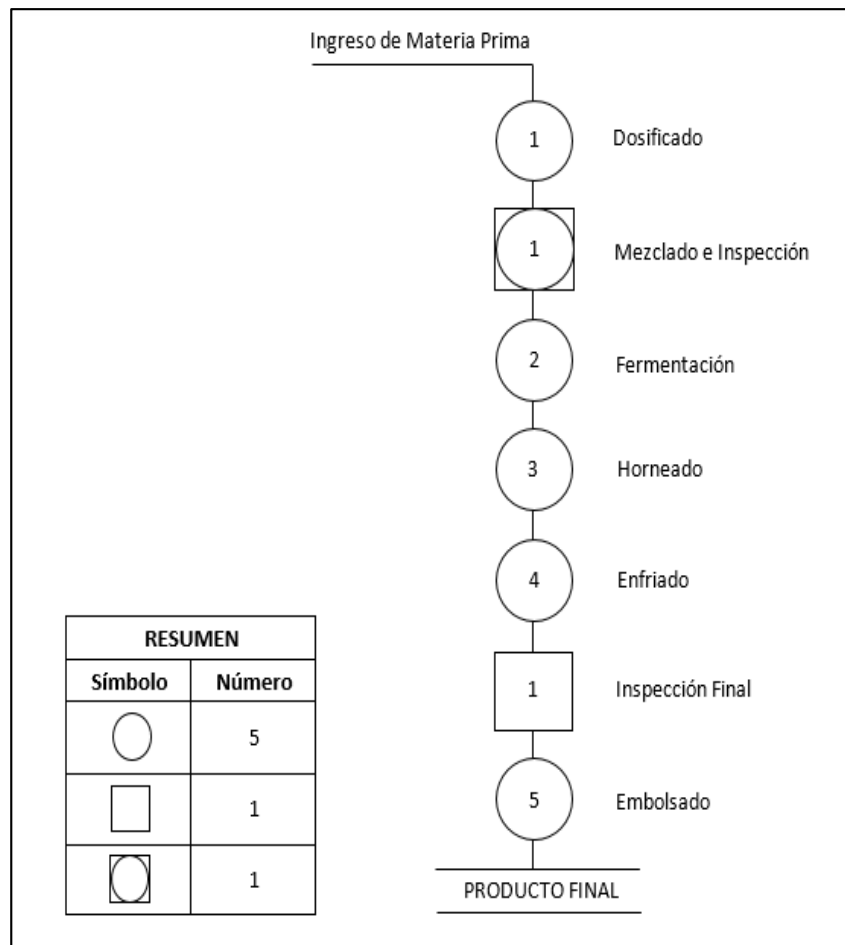 Ingreso de Materia Prima
1 Dosificado
1 Mezclado e Inspección
2 Fermentación
3 Horneado
4 Enfriado
1 Inspección Final
5 Embolsado
PRODUCTO FINAL
RESUMEN
Símbolo Número
5
1
1